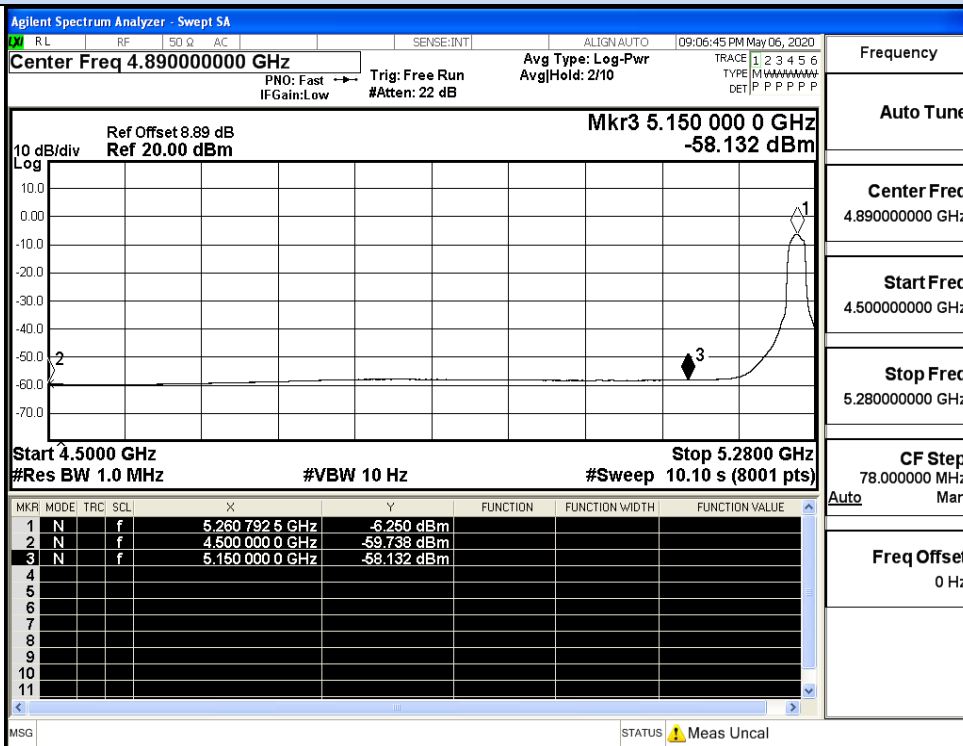 Agilent Spectrum Analyzer - Swept SA
LXI RL RF 50 Ω AC SENSE:INT ALIGN AUTO 09:06:45 PM May 06, 2020
Center Freq 4.890000000 GHz
PNO: Fast
IFGain:Low
Trig: Free Run
#Atten: 22 dB
Avg Type: Log-Pwr
Avg|Hold: 2/10
TRACE 1 2 3 4 5 6
TYPE M WWWWW
DET P P P P P P
Ref Offset 8.89 dB
10 dB/div Ref 20.00 dBm
Log
Mkr3 5.150 000 0 GHz
-58.132 dBm
10.0
0.00
-10.0
-20.0
-30.0
-40.0
-50.0
-60.0
-70.0
1
2
3
Start 4.5000 GHz Stop 5.2800 GHz
#Res BW 1.0 MHz #VBW 10 Hz #Sweep 10.10 s (8001 pts)
MKR MODE TRC SCL X Y FUNCTION FUNCTION WIDTH FUNCTION VALUE
1 N f 5.260 792 5 GHz -6.250 dBm
2 N f 4.500 000 0 GHz -59.738 dBm
3 N f 5.150 000 0 GHz -58.132 dBm
4
5
6
7
8
9
10
11
MSG STATUS Meas Uncal
Frequency
Auto Tune
Center Freq
4.890000000 GHz
Start Freq
4.500000000 GHz
Stop Freq
5.280000000 GHz
CF Step
78.000000 MHz
Auto Man
Freq Offset
0 Hz